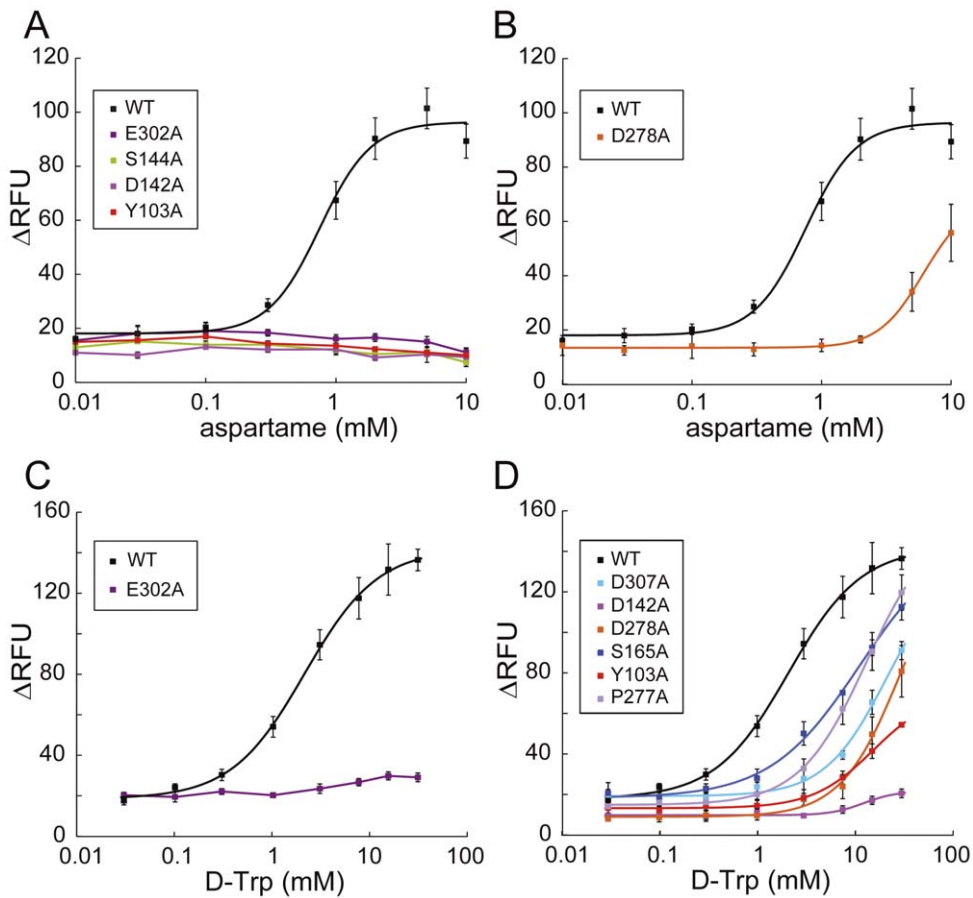 A
120
100
80
60
40
20
0
ΔRFU
WT
E302A
S144A
D142A
Y103A
0.01
0.1
1
10
aspartame (mM)
B
120
100
80
60
40
20
0
ΔRFU
WT
D278A
0.01
0.1
1
10
aspartame (mM)
C
160
120
80
40
0
ΔRFU
WT
E302A
0.01
0.1
1
10
100
D-Trp (mM)
D
160
120
80
40
0
ΔRFU
WT
D307A
D142A
D278A
S165A
Y103A
P277A
0.01
0.1
1
10
100
D-Trp (mM)